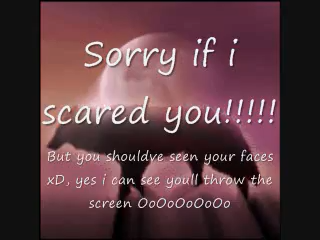 Sorry if i
scared you!!!!!
But you shouldve seen your faces
xD, yes i can see youll throw the
screen OoOoOoOoOo